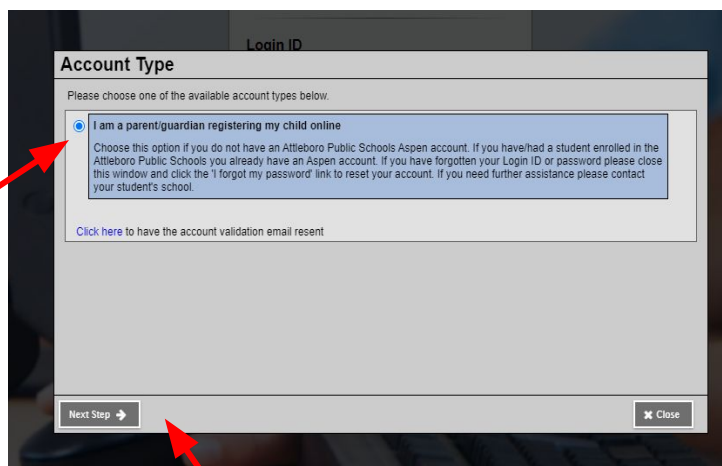 Login ID
Account Type
Please choose one of the available account types below.
I am a parent/guardian registering my child online
Choose this option if you do not have an Attleboro Public Schools Aspen account. If you have/had a student enrolled in the
Attleboro Public Schools you already have an Aspen account. If you have forgotten your Login ID or password please close
this window and click the 'I forgot my password' link to reset your account. If you need further assistance please contact
your student's school.
Click here to have the account validation email resent
Next Step
Close